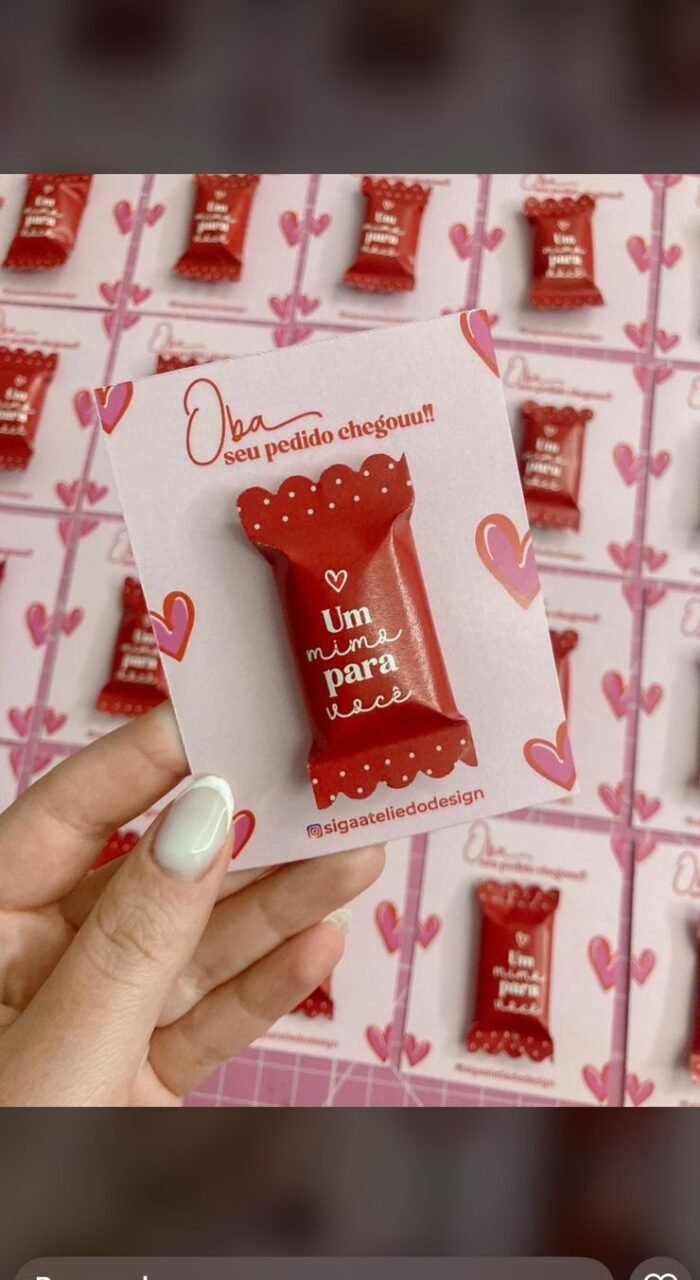 Oba
seu pedido chegouu!!
Um
mimo
para
você
@sigaateliedodesign